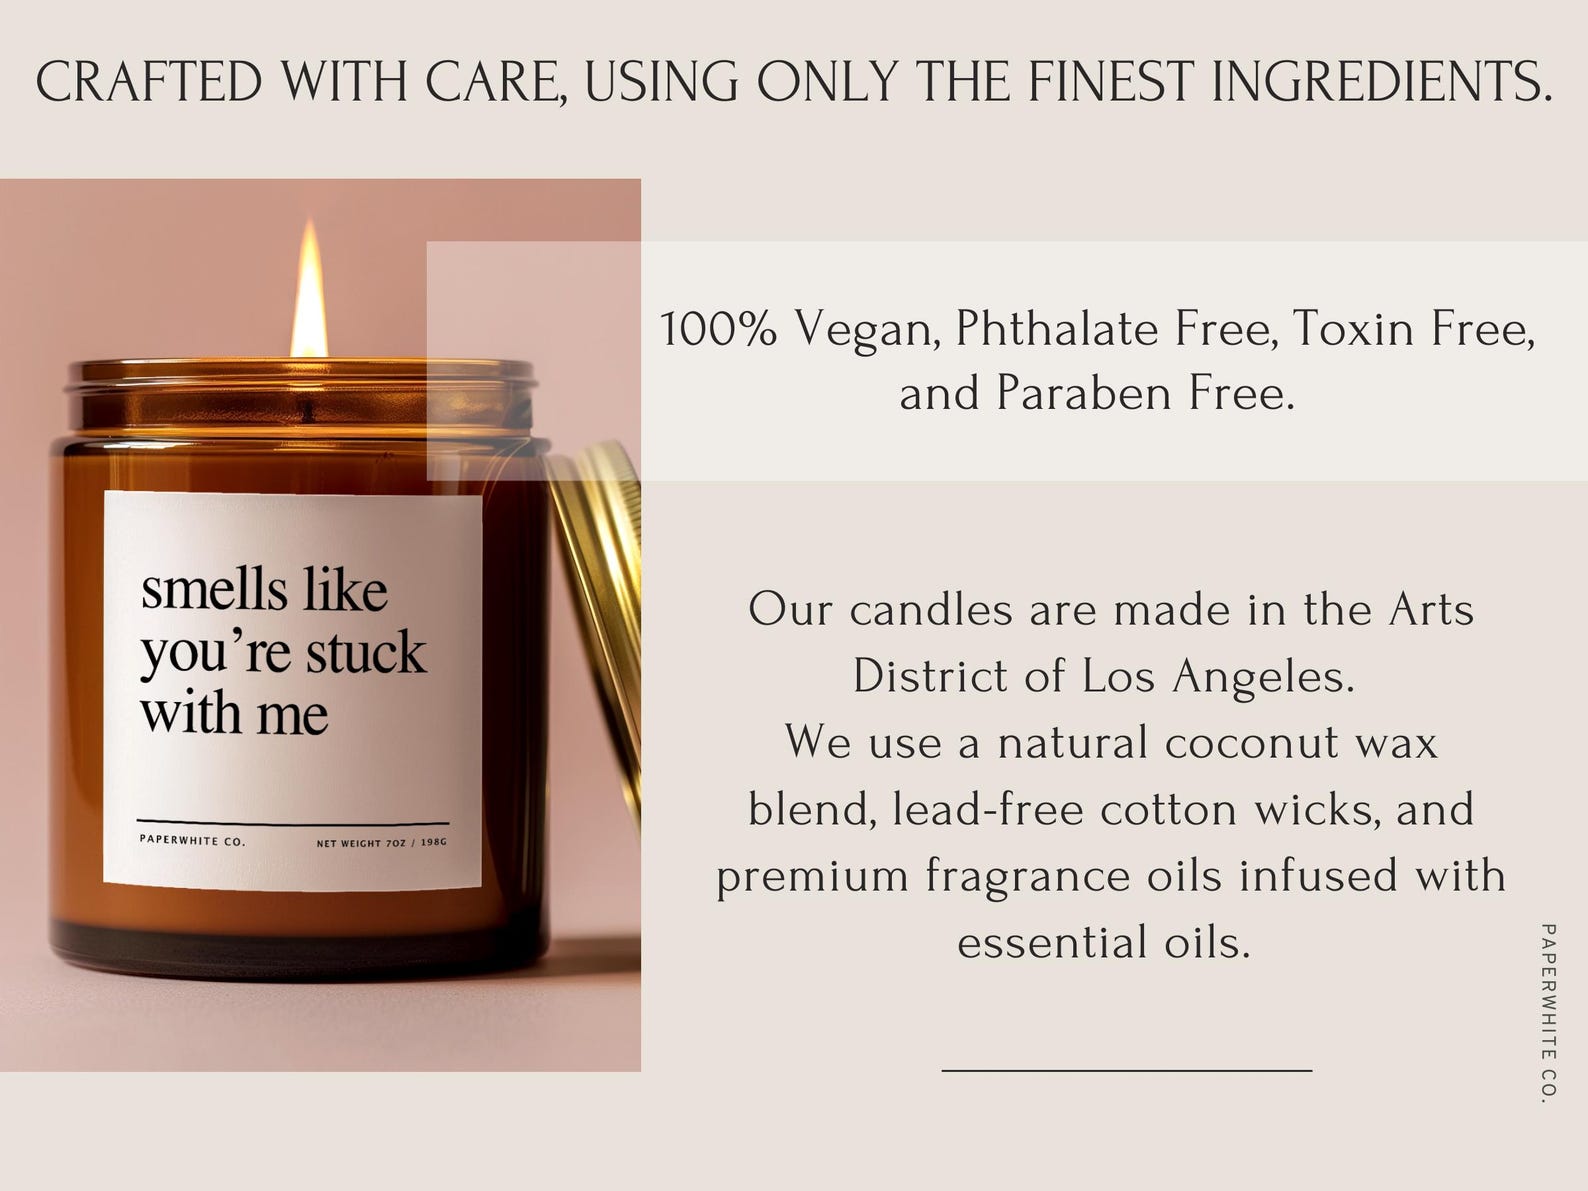 CRAFTED WITH CARE, USING ONLY THE FINEST INGREDIENTS.
100% Vegan, Phthalate Free, Toxin Free,
and Paraben Free.
smells like
you're stuck
with me
PAPERWHITE CO. NET WEIGHT 7OZ / 198G
Our candles are made in the Arts
District of Los Angeles.
We use a natural coconut wax
blend, lead-free cotton wicks, and
premium fragrance oils infused with
essential oils.
PAPERWHITE CO.